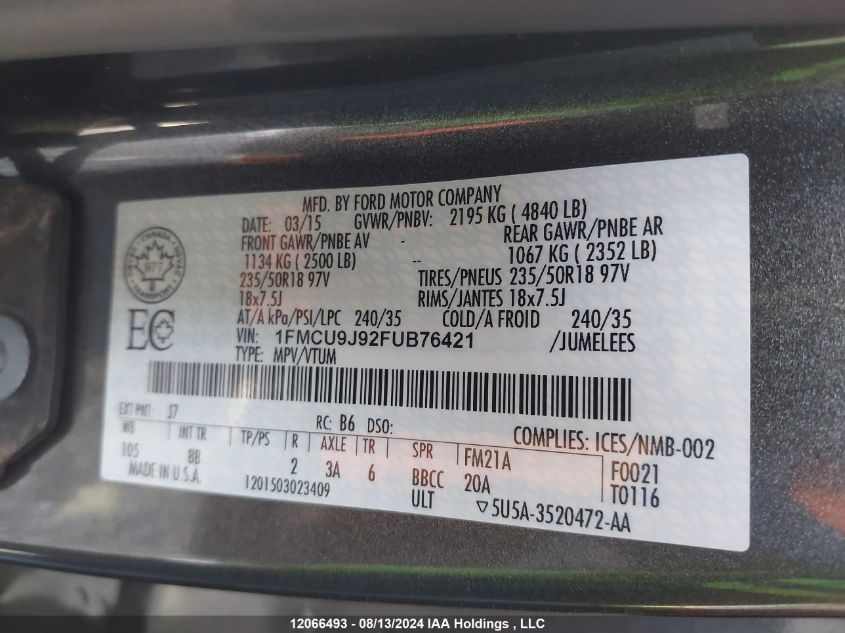 MFD. BY FORD MOTOR COMPANY
DATE: 03/15 GVWR/PNBV: 2195 KG ( 4840 LB)
FRONT GAWR/PNBE AV - REAR GAWR/PNBE AR
1134 KG ( 2500 LB) -- 1067 KG ( 2352 LB)
235/50R18 97V TIRES/PNEUS 235/50R18 97V
18x7.5J RIMS/JANTES 18x7.5J
AT/A kPa/PSI/LPC 240/35 COLD/A FROID 240/35
VIN: 1FMCU9J92FUB76421 /JUMELEES
TYPE: MPV/VTUM
CANADA
977
TRANSPORT
EC
EXT PNT: J7 RC: B6 DSO: COMPLIES: ICES/NMB-002
WB INT TR TP/PS R AXLE TR SPR FM21A F0021
105 8B 2 3A 6 BBCC 20A T0116
MADE IN U.S.A. 1201503023409 ULT ▽5U5A-3520472-AA
12066493 - 08/13/2024 IAA Holdings, LLC.